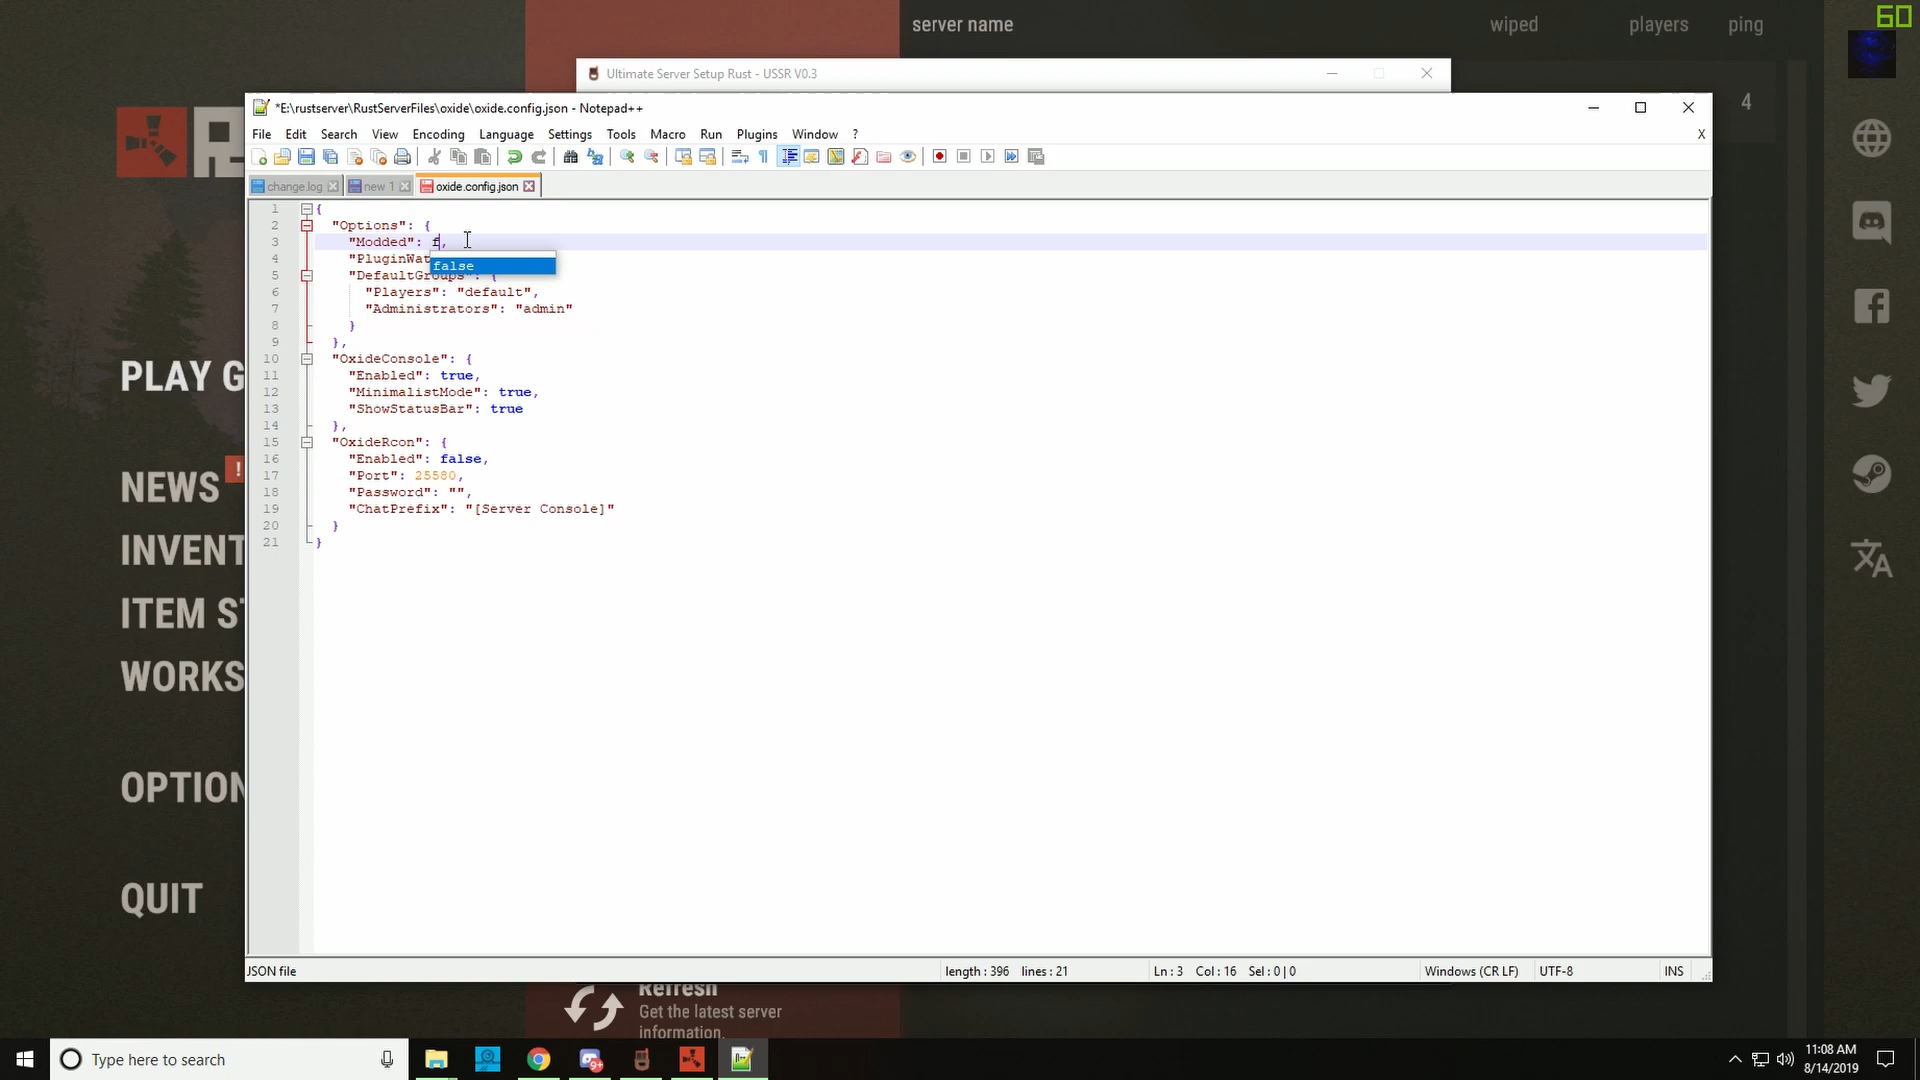 server name wiped players ping
60
Ultimate Server Setup Rust - USSR V0.3
4
*E:\rustserver\RustServerFiles\oxide\oxide.config.json - Notepad++
File Edit Search View Encoding Language Settings Tools Macro Run Plugins Window ? X
change.log new 1 oxide.config.json
1 {
2 "Options": {
3 "Modded": f,
4 "PluginWat
false
5 "DefaultGroups": {
6 "Players": "default",
7 "Administrators": "admin"
8 }
9 },
10 "OxideConsole": {
11 "Enabled": true,
12 "MinimalistMode": true,
13 "ShowStatusBar": true
14 },
15 "OxideRcon": {
16 "Enabled": false,
17 "Port": 25580,
18 "Password": "",
19 "ChatPrefix": "[Server Console]"
20 }
21 }
PLAY G
NEWS !
INVENT
ITEM ST
WORKS
OPTION
QUIT
JSON file length : 396 lines : 21 Ln : 3 Col : 16 Sel : 0 | 0 Windows (CR LF) UTF-8 INS
Refresh
Get the latest server
information.
Type here to search
9+
11:08 AM
8/14/2019